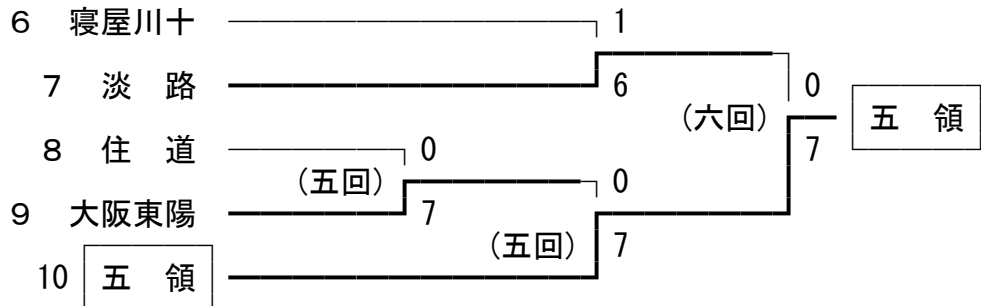 6 寝屋川十 1
7 淡 路 6 0
(六回) 五 領
8 住 道 0 7
(五回) 0
9 大阪東陽 7
(五回) 7
10 五 領